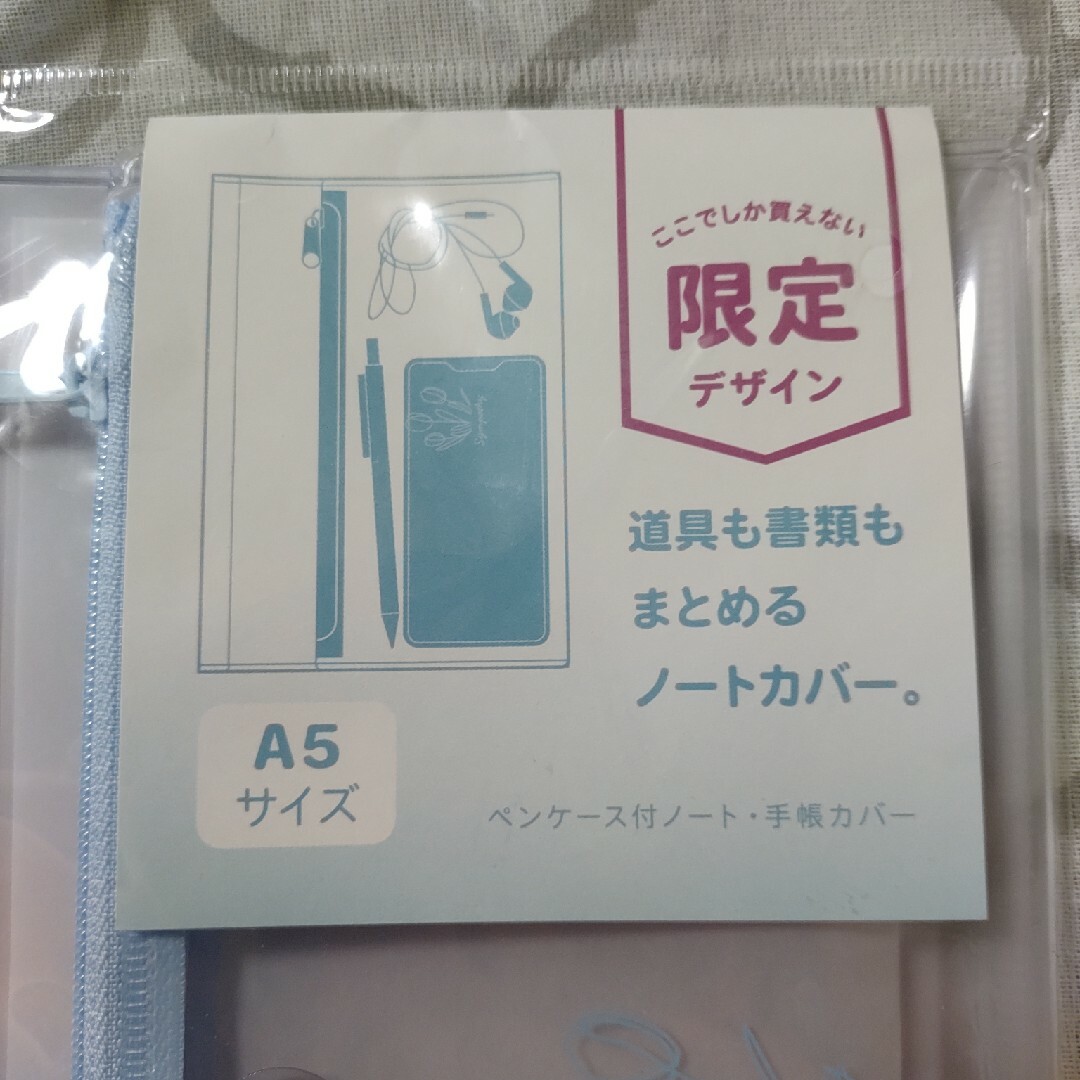 ここでしか買えない
限定
デザイン
道具も書類も
まとめる
ノートカバー。
A5
サイズ
ペンケース付ノート・手帳カバー